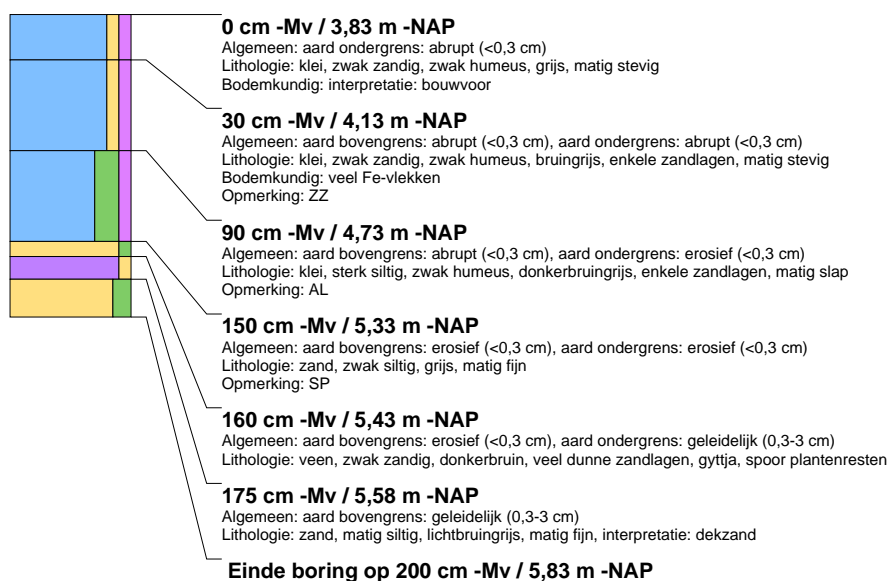 0 cm -Mv / 3,83 m -NAP
Algemeen: aard ondergrens: abrupt (<0,3 cm)
Lithologie: klei, zwak zandig, zwak humeus, grijs, matig stevig
Bodemkundig: interpretatie: bouwvoor
30 cm -Mv / 4,13 m -NAP
Algemeen: aard bovengrens: abrupt (<0,3 cm), aard ondergrens: abrupt (<0,3 cm)
Lithologie: klei, zwak zandig, zwak humeus, bruingrijs, enkele zandlagen, matig stevig
Bodemkundig: veel Fe-vlekken
Opmerking: ZZ
90 cm -Mv / 4,73 m -NAP
Algemeen: aard bovengrens: abrupt (<0,3 cm), aard ondergrens: erosief (<0,3 cm)
Lithologie: klei, sterk siltig, zwak humeus, donkerbruingrijs, enkele zandlagen, matig slap
Opmerking: AL
150 cm -Mv / 5,33 m -NAP
Algemeen: aard bovengrens: erosief (<0,3 cm), aard ondergrens: erosief (<0,3 cm)
Lithologie: zand, zwak siltig, grijs, matig fijn
Opmerking: SP
160 cm -Mv / 5,43 m -NAP
Algemeen: aard bovengrens: erosief (<0,3 cm), aard ondergrens: geleidelijk (0,3-3 cm)
Lithologie: veen, zwak zandig, donkerbruin, veel dunne zandlagen, gyttja, spoor plantenresten
175 cm -Mv / 5,58 m -NAP
Algemeen: aard bovengrens: geleidelijk (0,3-3 cm)
Lithologie: zand, matig siltig, lichtbruingrijs, matig fijn, interpretatie: dekzand
Einde boring op 200 cm -Mv / 5,83 m -NAP